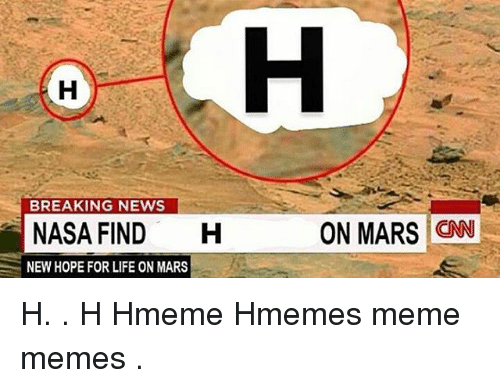 H
H
BREAKING NEWS
NASA FIND H ON MARS CNN
NEW HOPE FOR LIFE ON MARS
H. . H Hmeme Hmemes meme
memes .